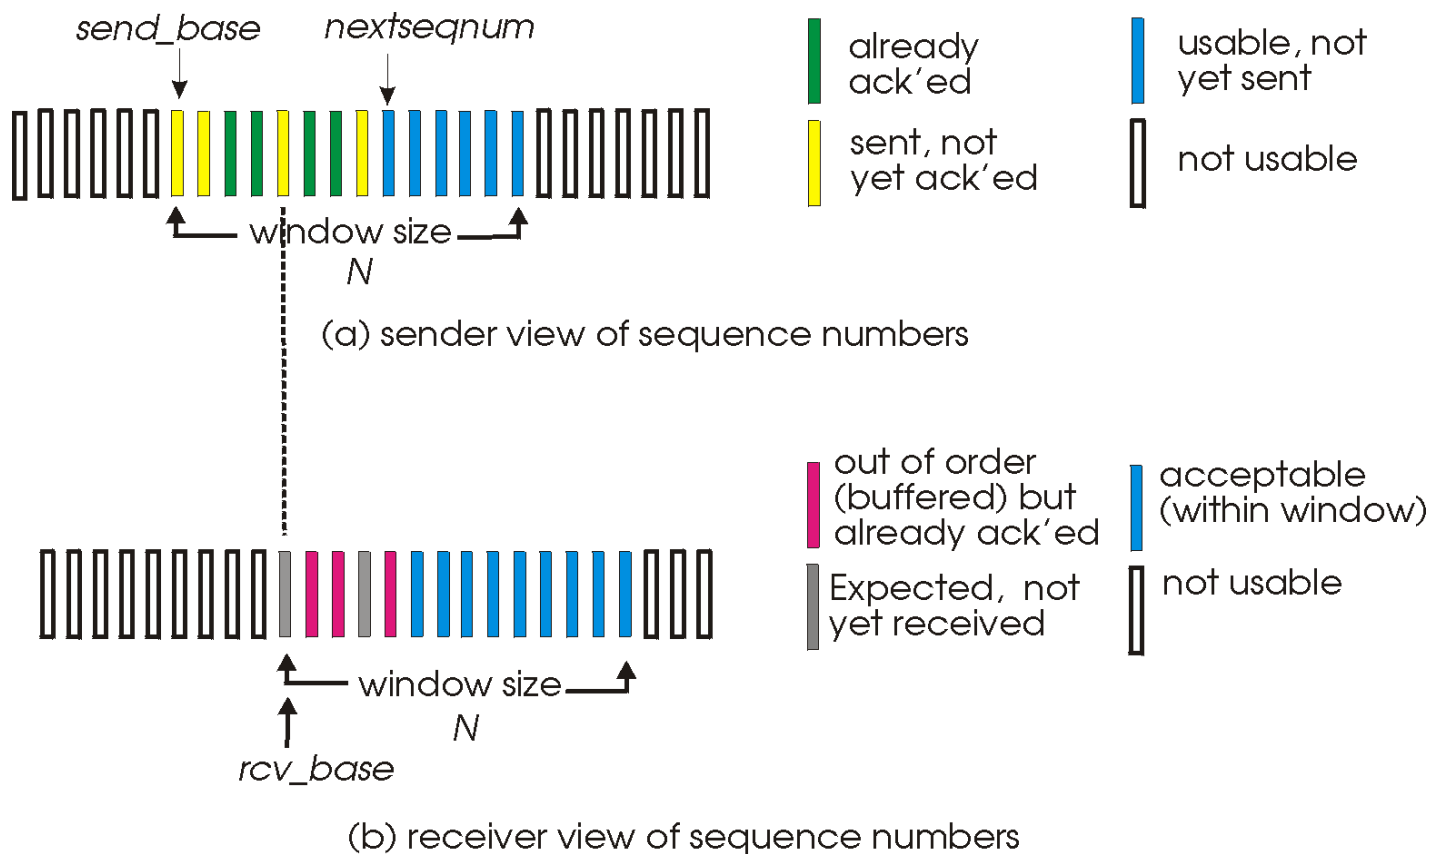 send_base
nextseqnum
already
ack'ed
usable, not
yet sent
sent, not
yet ack'ed
not usable
window size
N
(a) sender view of sequence numbers
out of order
(buffered) but
already ack'ed
acceptable
(within window)
Expected, not
yet received
not usable
window size
N
rcv_base
(b) receiver view of sequence numbers